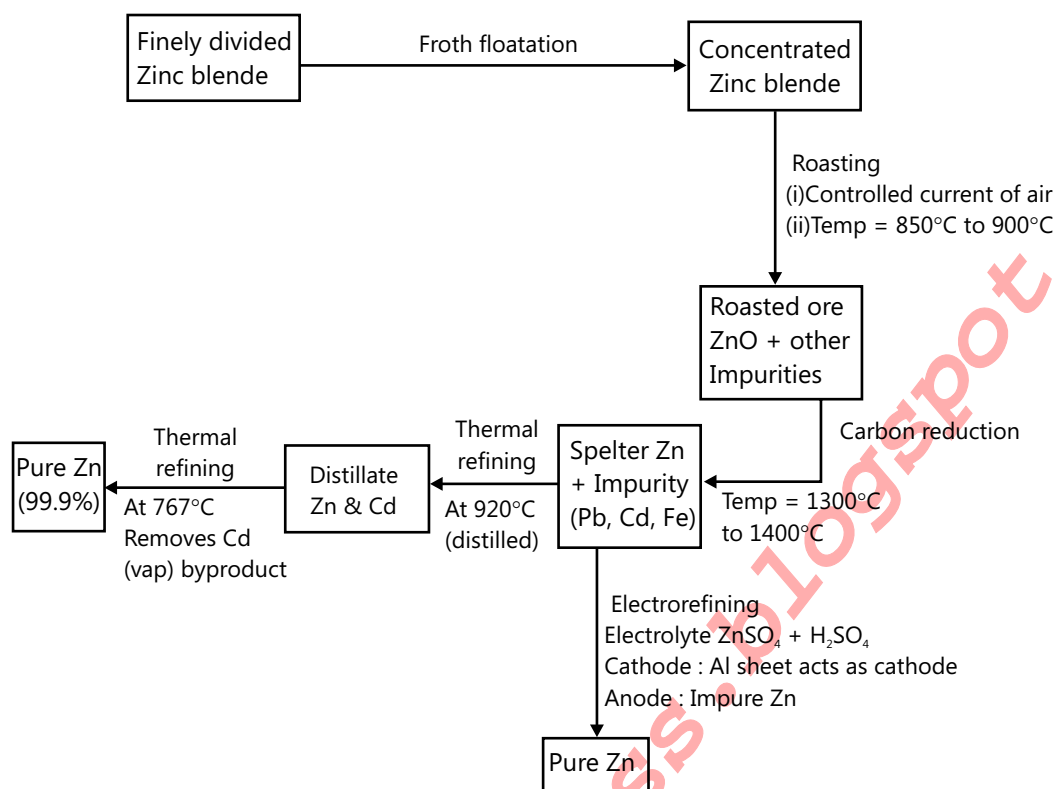 Finely divided
Zinc blende
Froth floatation
Concentrated
Zinc blende
Roasting
(i)Controlled current of air
(ii)Temp = 850°C to 900°C
Roasted ore
ZnO + other
Impurities
Carbon reduction
Temp = 1300°C
to 1400°C
Spelter Zn
+ Impurity
(Pb, Cd, Fe)
Thermal
refining
At 920°C
(distilled)
Distillate
Zn & Cd
Thermal
refining
At 767°C
Removes Cd
(vap) byproduct
Pure Zn
(99.9%)
Electrorefining
Electrolyte ZnSO₄ + H₂SO₄
Cathode : Al sheet acts as cathode
Anode : Impure Zn
Pure Zn
ss.blogspot